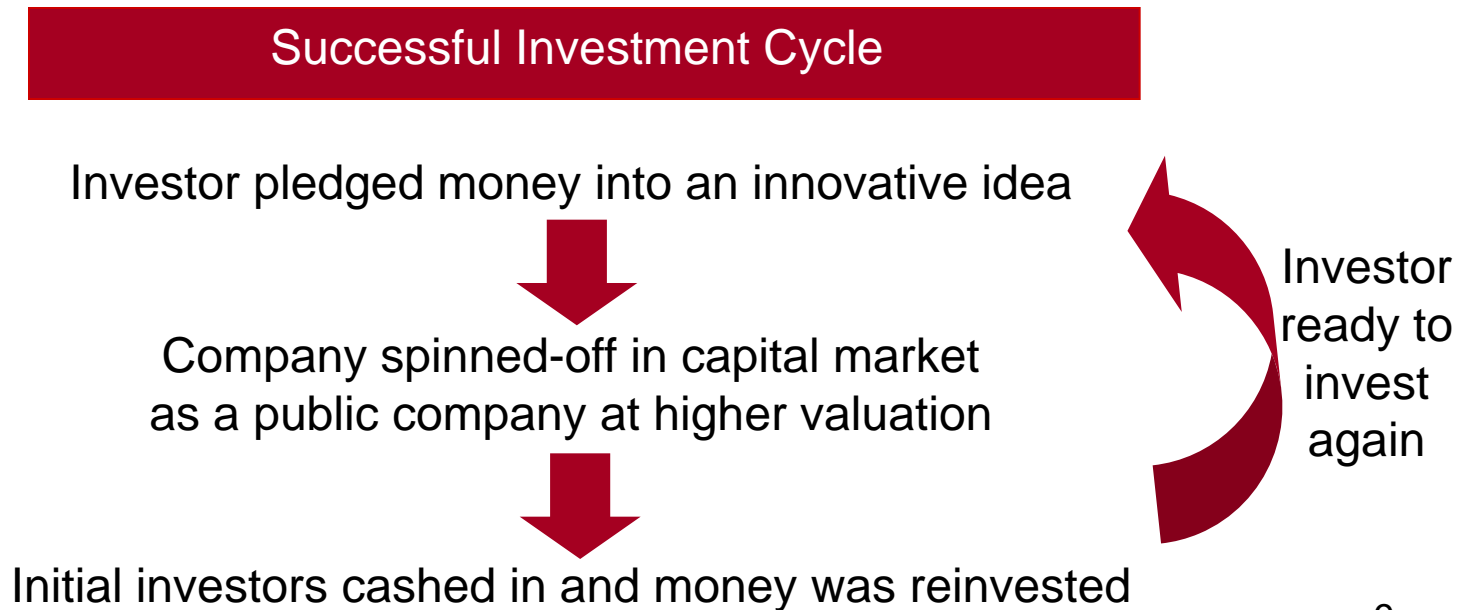 Successful Investment Cycle
Investor pledged money into an innovative idea
Investor
ready to
invest
again
Company spinned-off in capital market
as a public company at higher valuation
Initial investors cashed in and money was reinvested